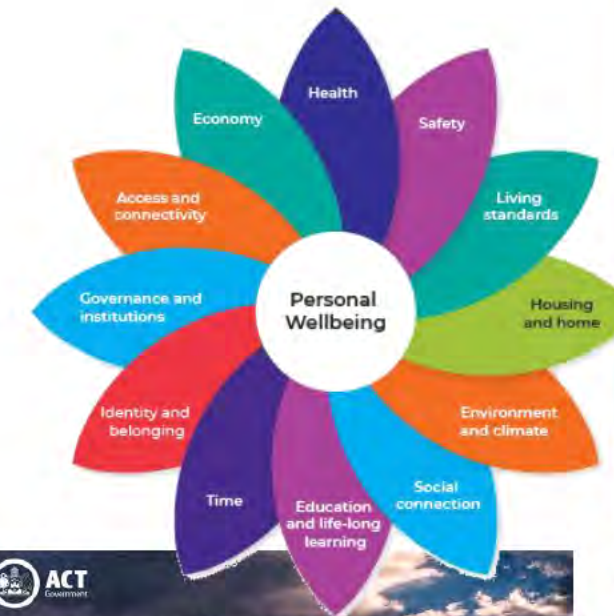 Health
Safety
Living
standards
Housing
and home
Environment
and climate
Social
connection
Education
and life-long
learning
Time
Identity and
belonging
Governance and
institutions
Access and
connectivity
Economy
Personal
Wellbeing
ACT
Government